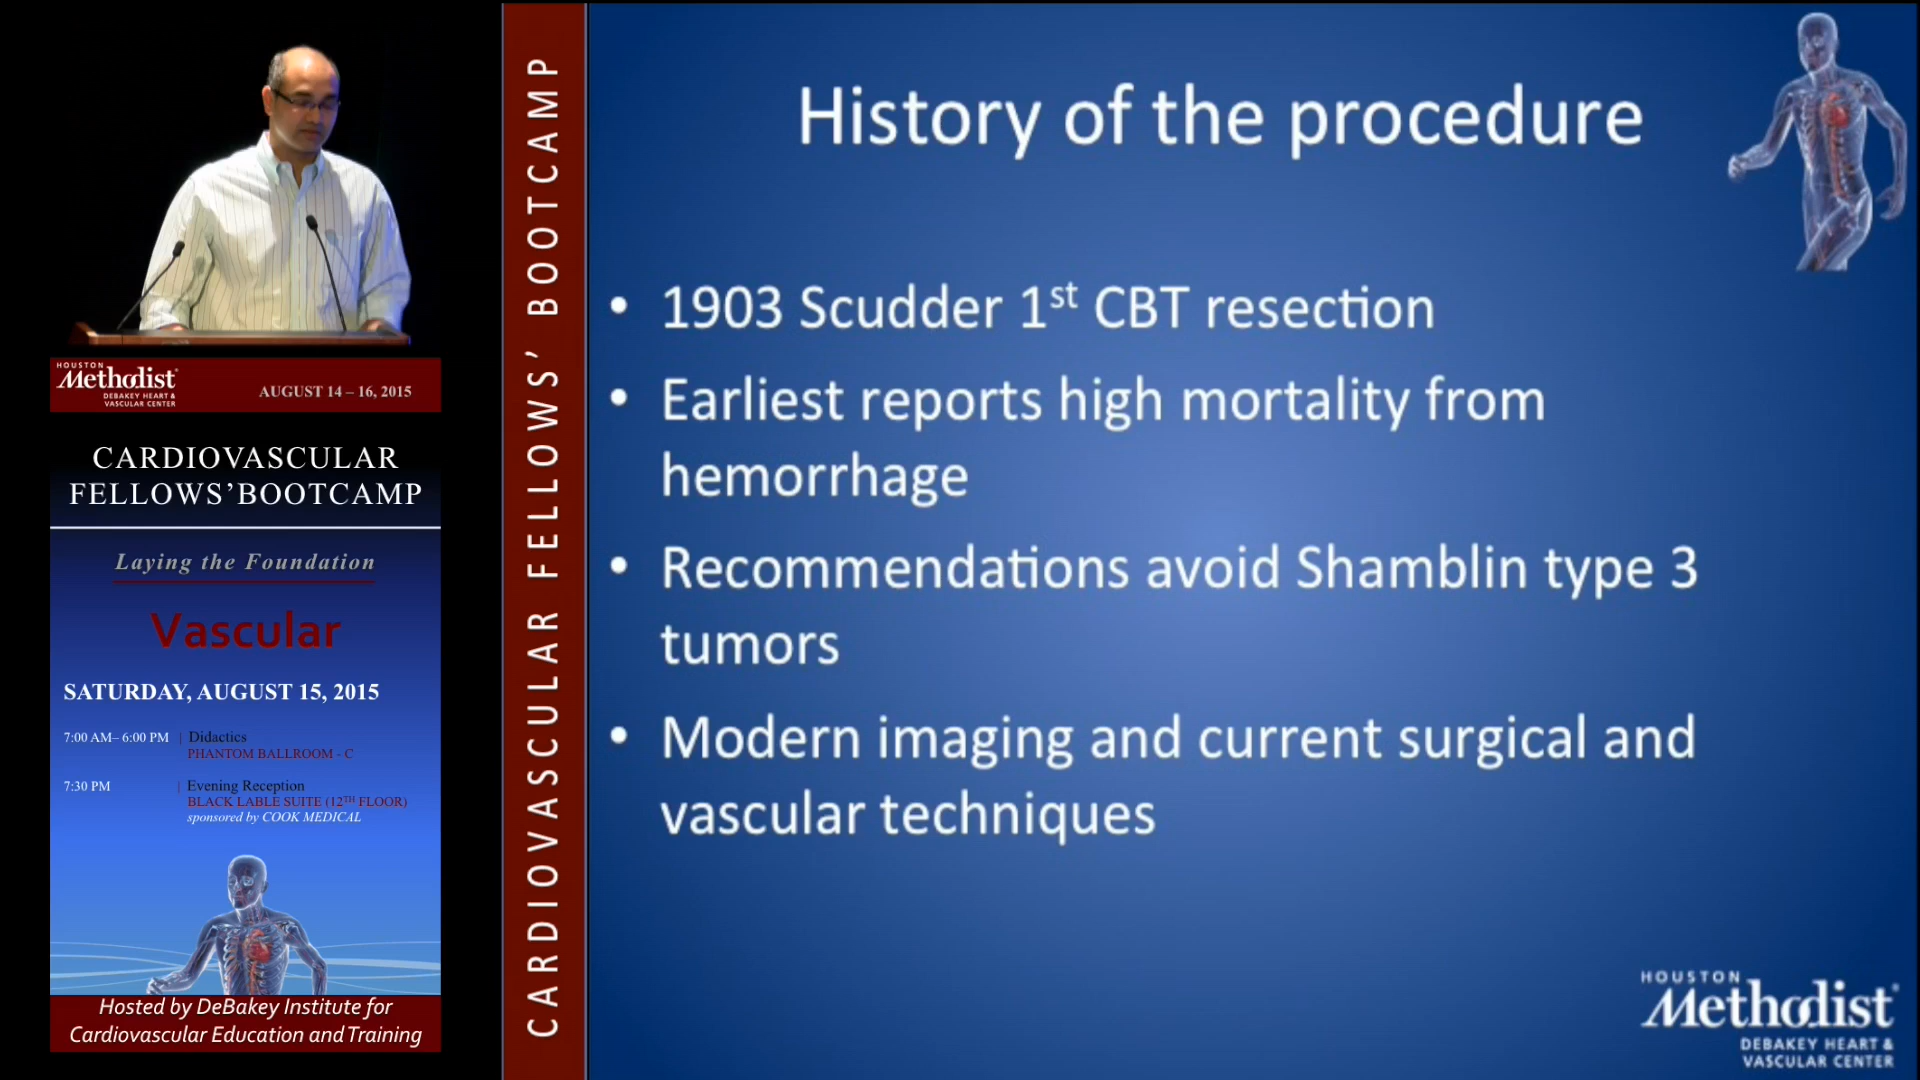 HOUSTON
Methodist
DEBAKEY HEART &
VASCULAR CENTER
AUGUST 14 – 16, 2015
CARDIOVASCULAR
FELLOWS’BOOTCAMP
Laying the Foundation
Vascular
SATURDAY, AUGUST 15, 2015
7:00 AM– 6:00 PM | Didactics
PHANTOM BALLROOM - C
7:30 PM | Evening Reception
BLACK LABLE SUITE (12TH FLOOR)
sponsored by COOK MEDICAL
Hosted by DeBakey Institute for
Cardiovascular Education and Training
CARDIOVASCULAR FELLOWS’ BOOTCAMP
History of the procedure
• 1903 Scudder 1st CBT resection
• Earliest reports high mortality from
hemorrhage
• Recommendations avoid Shamblin type 3
tumors
• Modern imaging and current surgical and
vascular techniques
HOUSTON
Methodist
DEBAKEY HEART &
VASCULAR CENTER